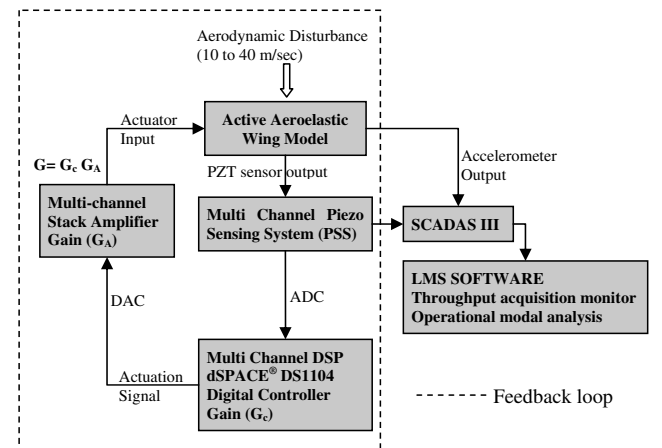 Aerodynamic Disturbance
(10 to 40 m/sec)
Actuator
Input
Active Aeroelastic
Wing Model
G= Gc GA
PZT sensor output
Accelerometer
Output
Multi-channel
Stack Amplifier
Gain (GA)
Multi Channel Piezo
Sensing System (PSS)
SCADAS III
LMS SOFTWARE
Throughput acquisition monitor
Operational modal analysis
DAC
ADC
Actuation
Signal
Multi Channel DSP
dSPACE® DS1104
Digital Controller
Gain (Gc)
Feedback loop